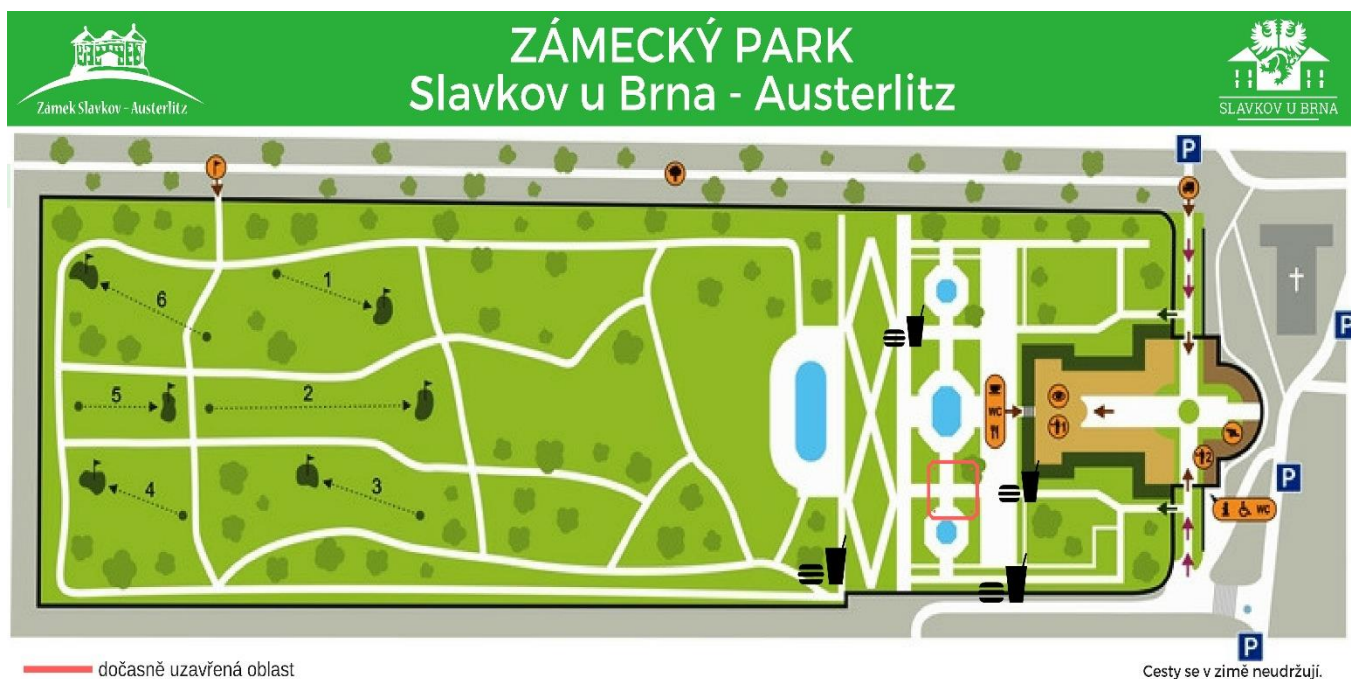 ZÁMECKÝ PARK
Slavkov u Brna - Austerlitz
Zámek Slavkov - Austerlitz
SLAVKOV U BRNA
P
1
6
P
5
2
WC
1
2
4
3
P
WC
P
dočasně uzavřená oblast
Cesty se v zimě neudržují.